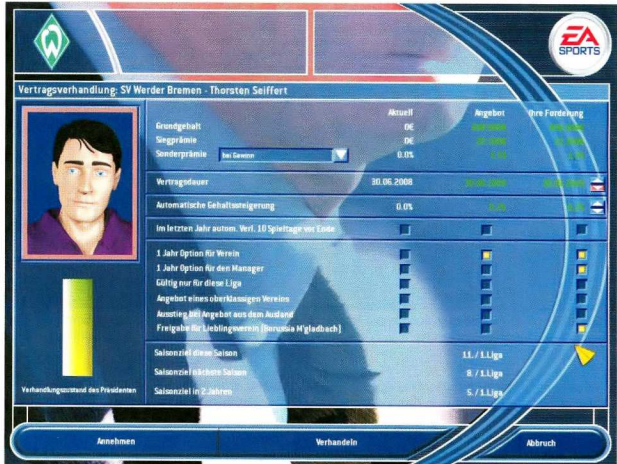 EA
SPORTS
Vertragsverhandlung: SV Werder Bremen - Thorsten Seiffert
Aktuell Angebot Ihre Forderung
Grundgehalt 0€
Siegprämie 0€
Sonderprämie bei Gewinn 0.0%
Vertragsdauer 30.06.2008
Automatische Gehaltssteigerung 0.0%
Im letzten Jahr autom. Verl. 10 Spieltage vor Ende
1 Jahr Option für Verein
1 Jahr Option für den Manager
Gültig nur für diese Liga
Angebot eines oberklassigen Vereins
Ausstieg bei Angebot aus dem Ausland
Freigabe für Lieblingsverein (Borussia M'gladbach)
Saisonziel diese Saison 11. / 1.Liga
Saisonziel nächste Saison 8. / 1.Liga
Saisonziel in 2 Jahren 5. / 1.Liga
Verhandlungszustand des Präsidenten
Annehmen Verhandeln Abbruch